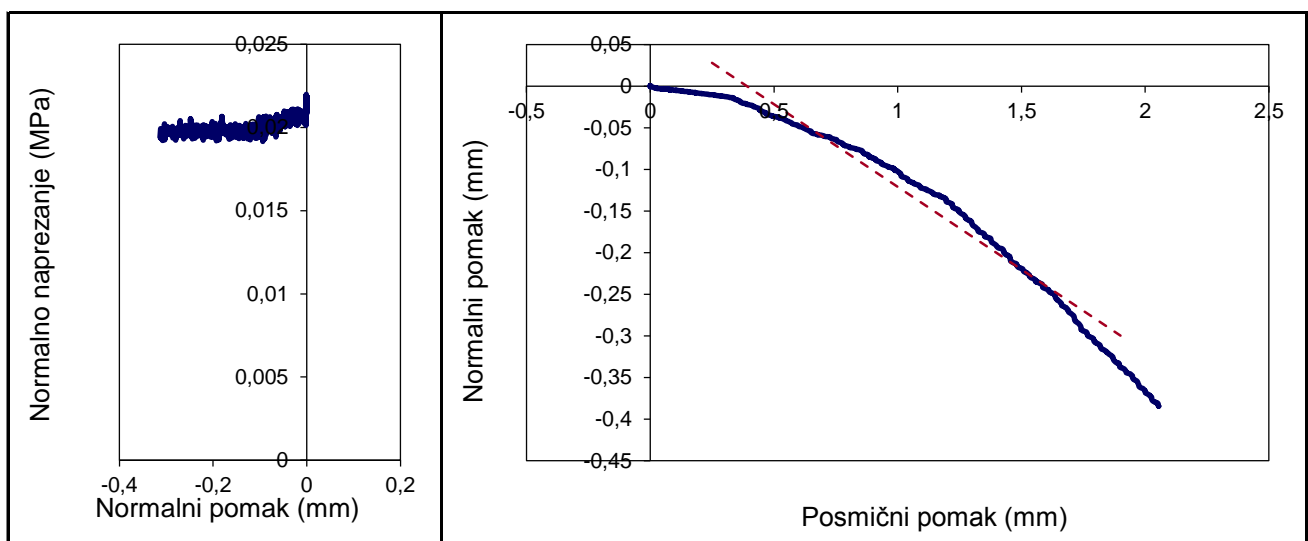 Normalno naprezanje (MPa)
0,025
0,02
0,015
0,01
0,005
0
-0,4 -0,2 0 0,2
Normalni pomak (mm)
Normalni pomak (mm)
0,05
0
-0,05
-0,1
-0,15
-0,2
-0,25
-0,3
-0,35
-0,4
-0,45
-0,5 0 0,5 1 1,5 2 2,5
Posmični pomak (mm)